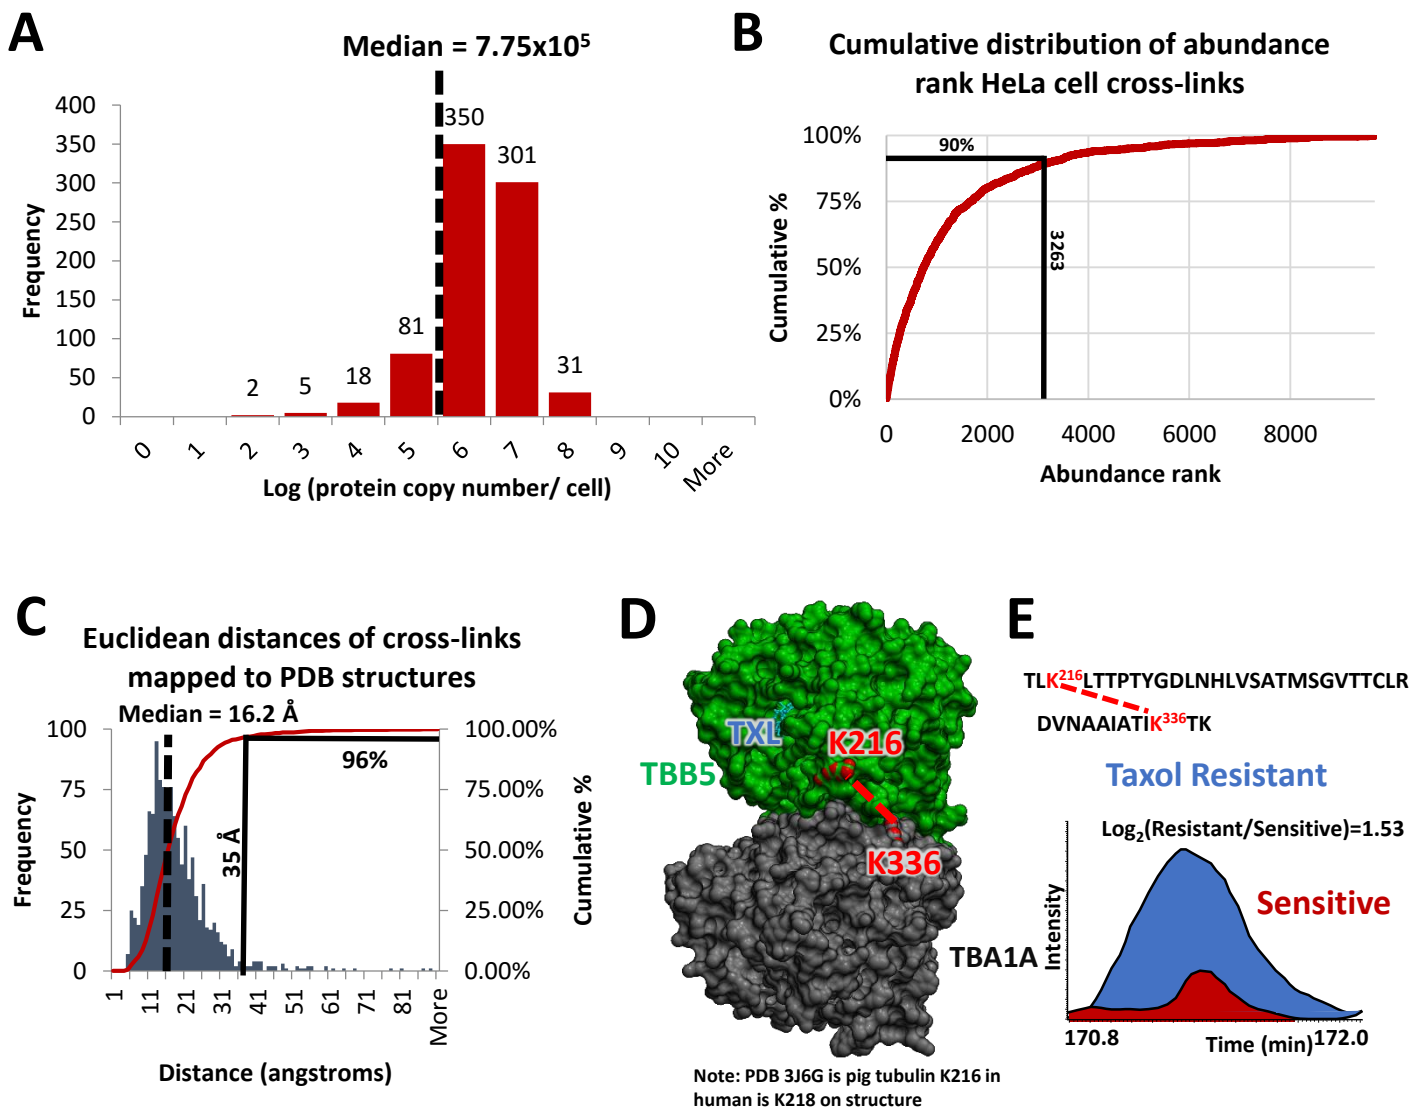 A
Median = 7.75x10⁵
400
350
300
250
200
150
100
50
0
Frequency
2
5
18
81
350
301
31
0
1
2
3
4
5
6
7
8
9
10
More
Log (protein copy number/ cell)
B
Cumulative distribution of abundance
rank HeLa cell cross-links
100%
75%
50%
25%
0%
Cumulative %
90%
3263
0
2000
4000
6000
8000
Abundance rank
C
Euclidean distances of cross-links
mapped to PDB structures
Median = 16.2 Å
100
75
50
25
0
Frequency
35 Å
96%
100.00%
75.00%
50.00%
25.00%
0.00%
Cumulative %
1
11
21
31
41
51
61
71
81
More
Distance (angstroms)
D
TXL
K216
TBB5
K336
TBA1A
Note: PDB 3J6G is pig tubulin K216 in
human is K218 on structure
E
TLK²¹⁶LTTPTYGDLNHLVSATMSGVTTCLR
DVNAAIATIK³³⁶TK
Taxol Resistant
Log₂(Resistant/Sensitive)=1.53
Sensitive
Intensity
170.8
Time (min)
172.0